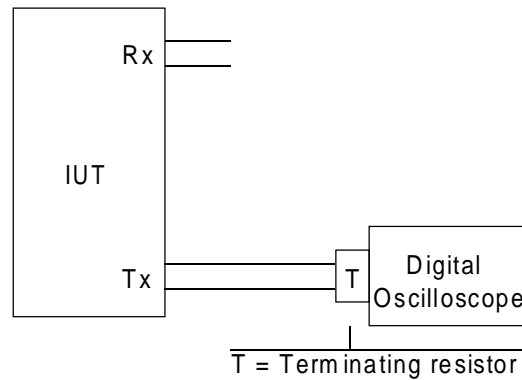 Rx
IUT
Tx
T
Digital
Oscilloscope
T = Terminating resistor